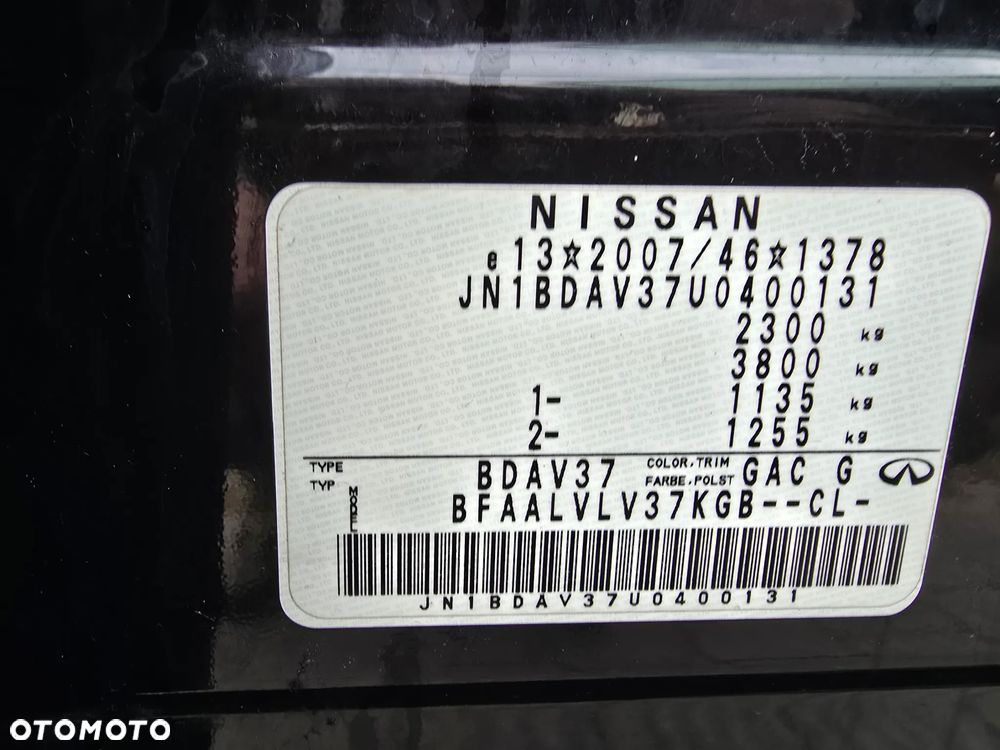 NISSAN
e13☆2007/46☆1378
JN1BDAV37U0400131
2300 kg
3800 kg
1- 1135 kg
2- 1255 kg
TYPE BDAV37 COLOR,TRIM GAC G
TYP FARBE,POLST
MODEL BFAALVLV37KGB--CL-
JN1BDAV37U0400131
OTOMOTO